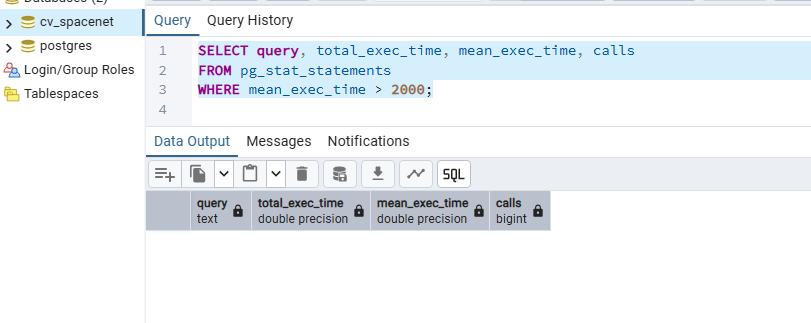 Databases (2)
cv_spacenet
postgres
Login/Group Roles
Tablespaces
Query Query History
1 SELECT query, total_exec_time, mean_exec_time, calls
2 FROM pg_stat_statements
3 WHERE mean_exec_time > 2000;
4
Data Output Messages Notifications
SQL
query total_exec_time mean_exec_time calls
text double precision double precision bigint